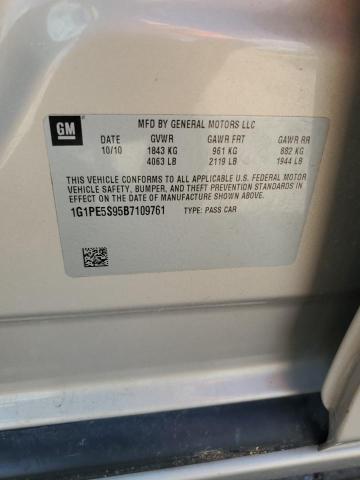 GM
MFD BY GENERAL MOTORS LLC
DATE GVWR GAWR FRT GAWR RR
10/10 1843 KG 961 KG 882 KG
4063 LB 2119 LB 1944 LB
THIS VEHICLE CONFORMS TO ALL APPLICABLE U.S. FEDERAL MOTOR
VEHICLE SAFETY, BUMPER, AND THEFT PREVENTION STANDARDS
IN EFFECT ON THE DATE OF MANUFACTURE SHOWN ABOVE.
1G1PE5S95B7109761 TYPE: PASS CAR